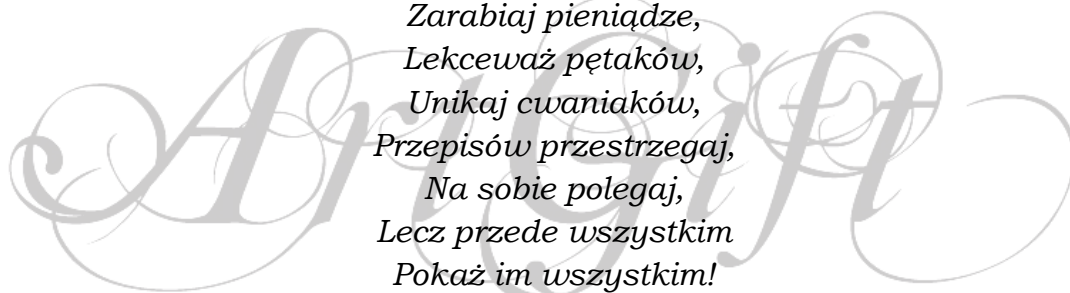 Zarabiaj pieniądze,
Lekceważ pętaków,
Unikaj cwaniaków,
Przepisów przestrzegaj,
Na sobie polegaj,
Lecz przede wszystkim
Pokaż im wszystkim!
ArtGift